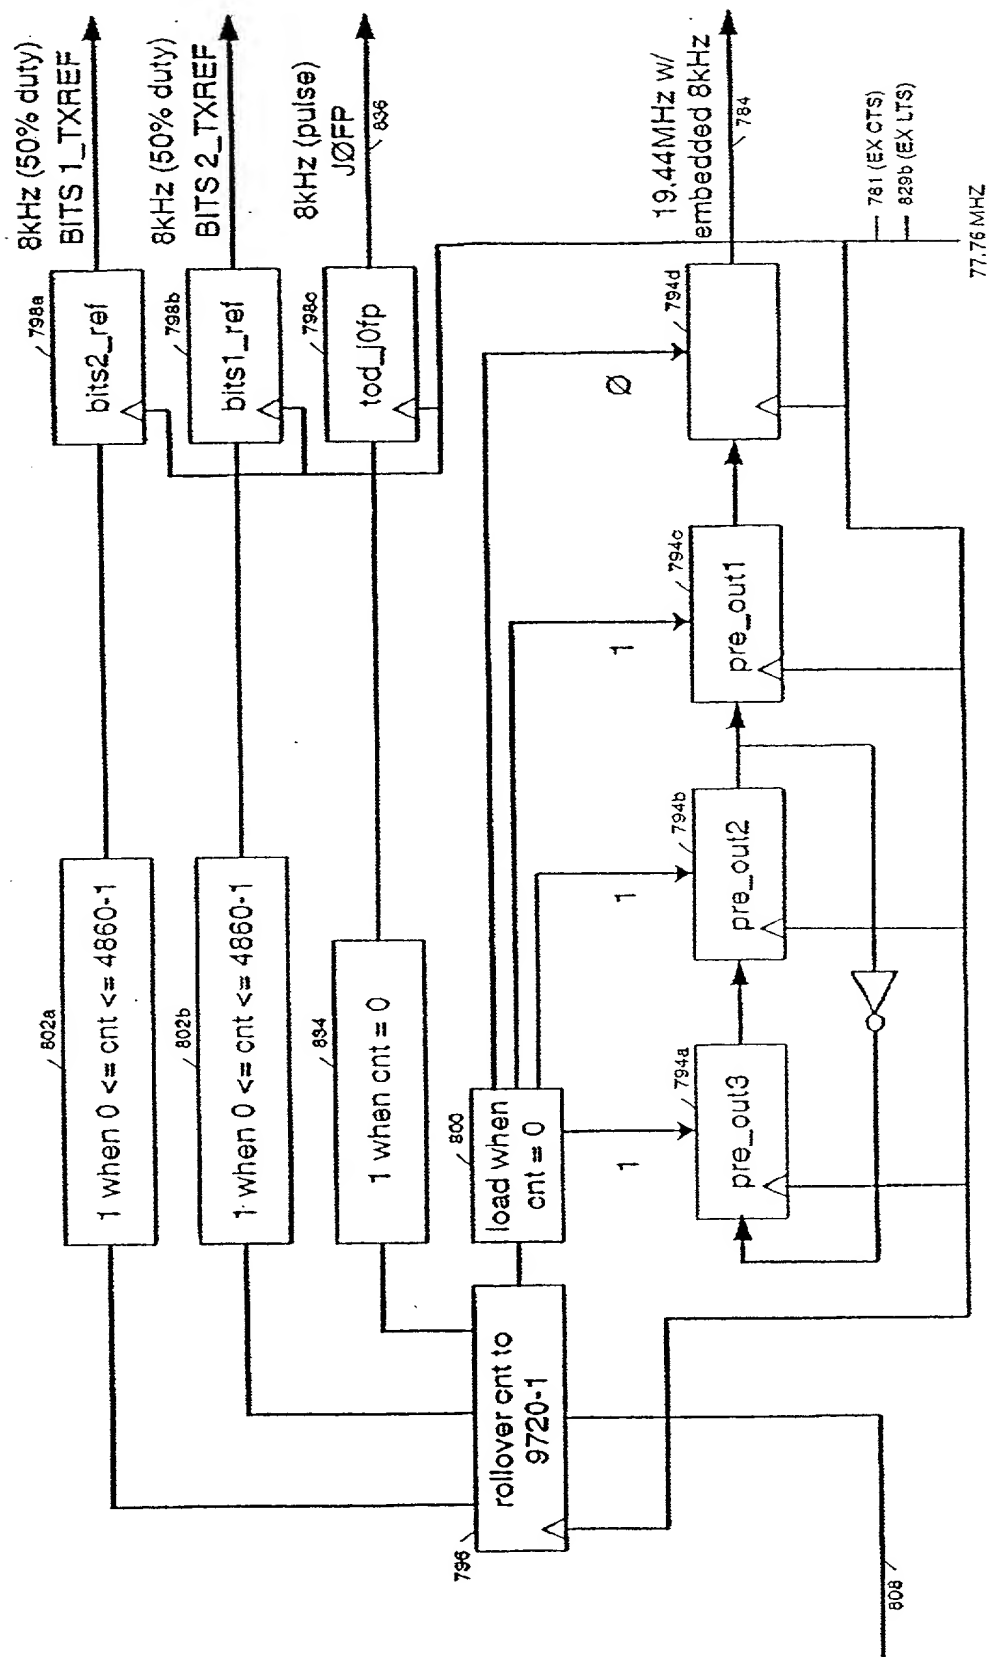 8kHz (50% duty)
BITS 1_TXREF
798a
bits2_ref
802a
1 when 0 <= cnt <= 4860-1
8kHz (50% duty)
BITS 2_TXREF
798b
bits1_ref
802b
1 when 0 <= cnt <= 4860-1
8kHz (pulse)
JØFP
836
798c
tod_j0fp
834
1 when cnt = 0
796
rollover cnt to
9720-1
800
load when
cnt = 0
1
1
1
Ø
794a
pre_out3
794b
pre_out2
794c
pre_out1
794d
19.44MHz w/
embedded 8kHz
784
781 (EX CTS)
829b (EX LTS)
77.76 MHZ
808